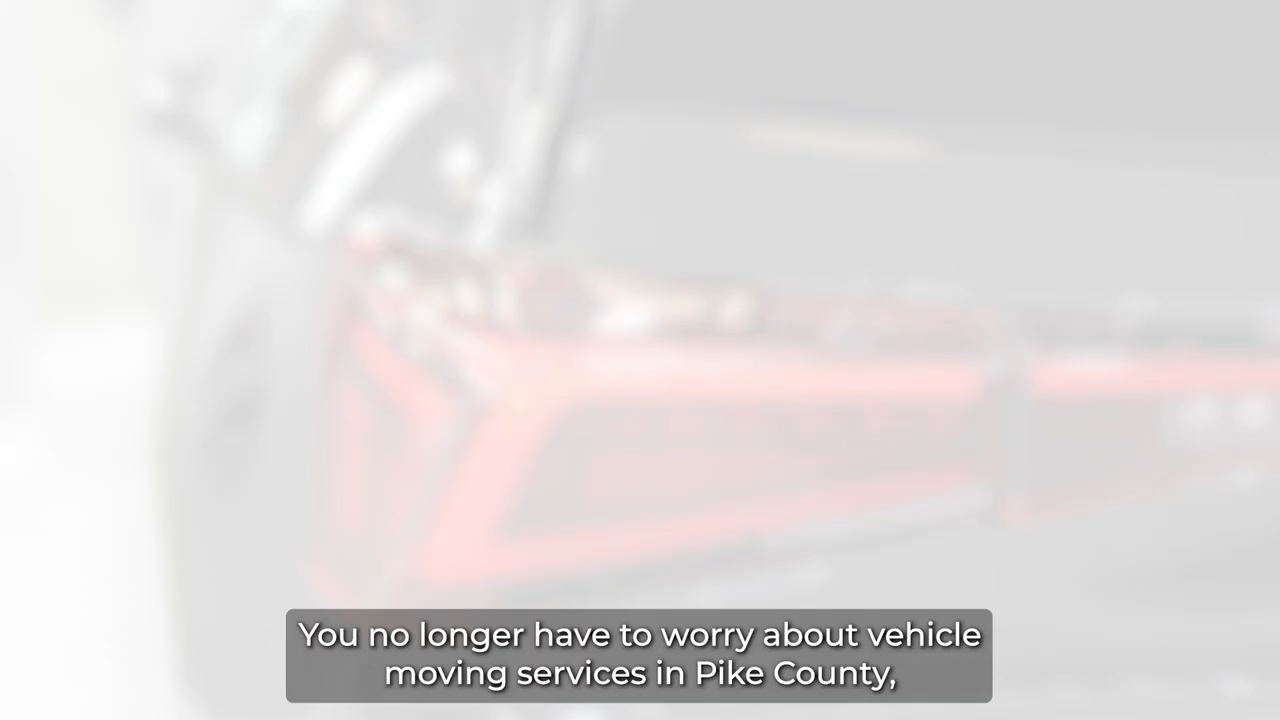 You no longer have to worry about vehicle
moving services in Pike County,